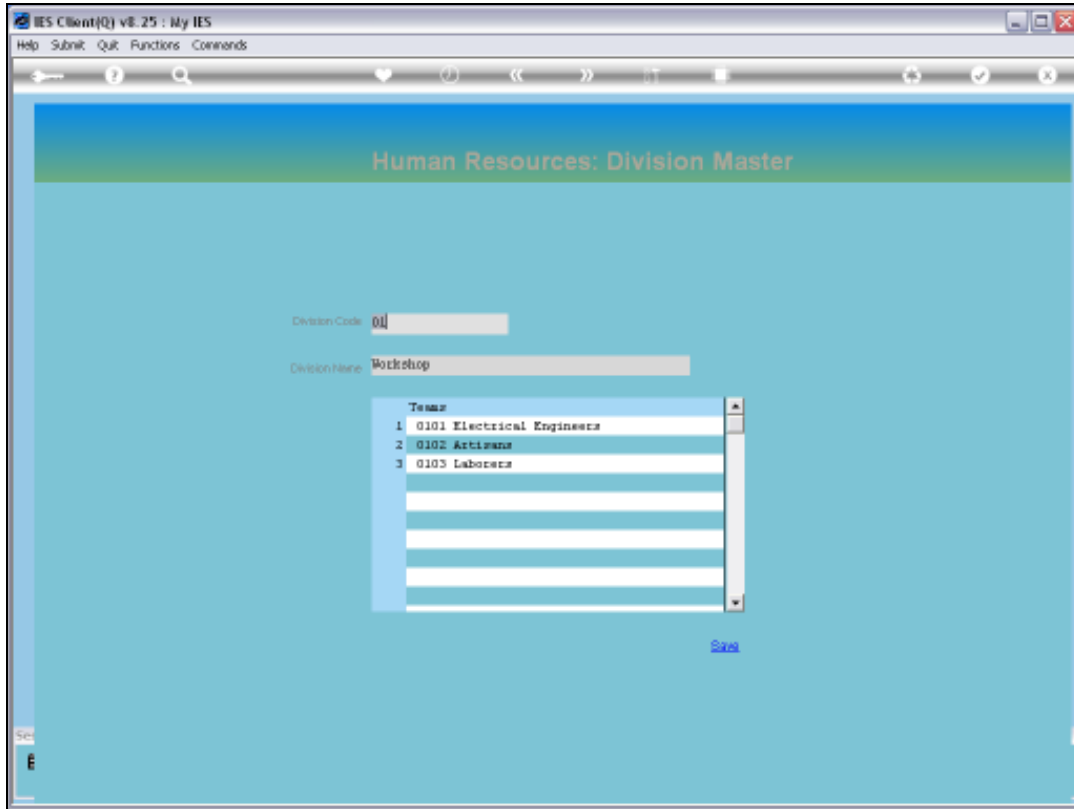 IES Client(Q) v8.25 : My IES
Help Submit Quit Functions Commands
Human Resources: Division Master
Division Code 01
Division Name Workshop
Teams
1 0101 Electrical Engineers
2 0102 Artisans
3 0103 Laborers
Save
Se